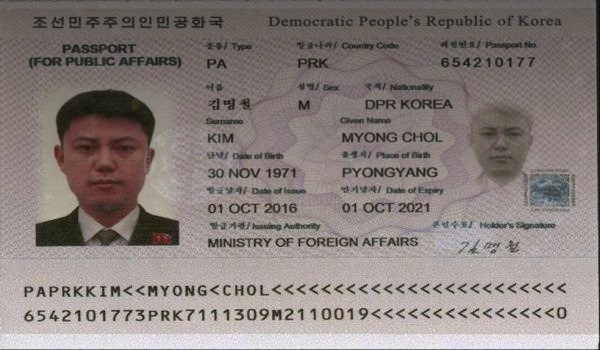 조선민주주의인민공화국 Democratic People's Republic of Korea
PASSPORT
(FOR PUBLIC AFFAIRS)
종류/ Type 발급나라/ Country Code 려권번호/ Passport No
PA PRK 654210177
이름 성별/ Sex 국적/ Nationality
김명철 M DPR KOREA
Surname Given Name
KIM MYONG CHOL
난날/ Date of Birth 출생지/ Place of Birth
30 NOV 1971 PYONGYANG
발급날자/ Date of Issue 만기날자/ Date of Expiry
01 OCT 2016 01 OCT 2021
발급기관/ Issuing Authority 본인수표/ Holder's Signature
MINISTRY OF FOREIGN AFFAIRS 김명철
PAPRKKIM<<MYONG<CHOL<<<<<<<<<<<<<<<<<<<<<<<<
6542101773PRK7111309M2110019<<<<<<<<<<<<<<<0